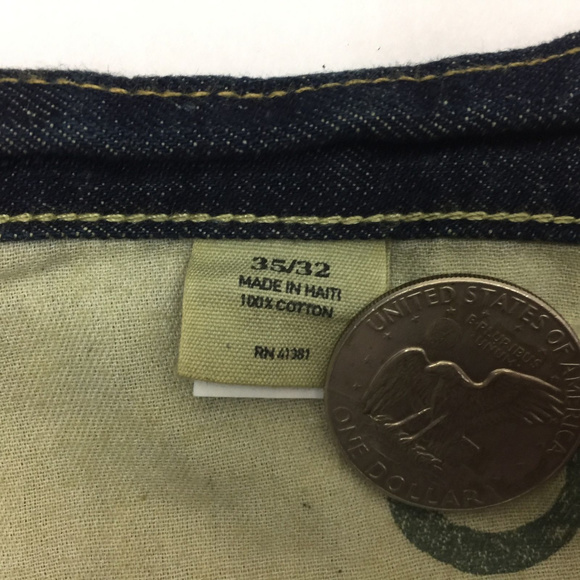 35/32
MADE IN HAITI
100% COTTON
RN 41381
UNITED STATES OF AMERICA
E PLURIBUS
UNUM
ONE DOLLAR